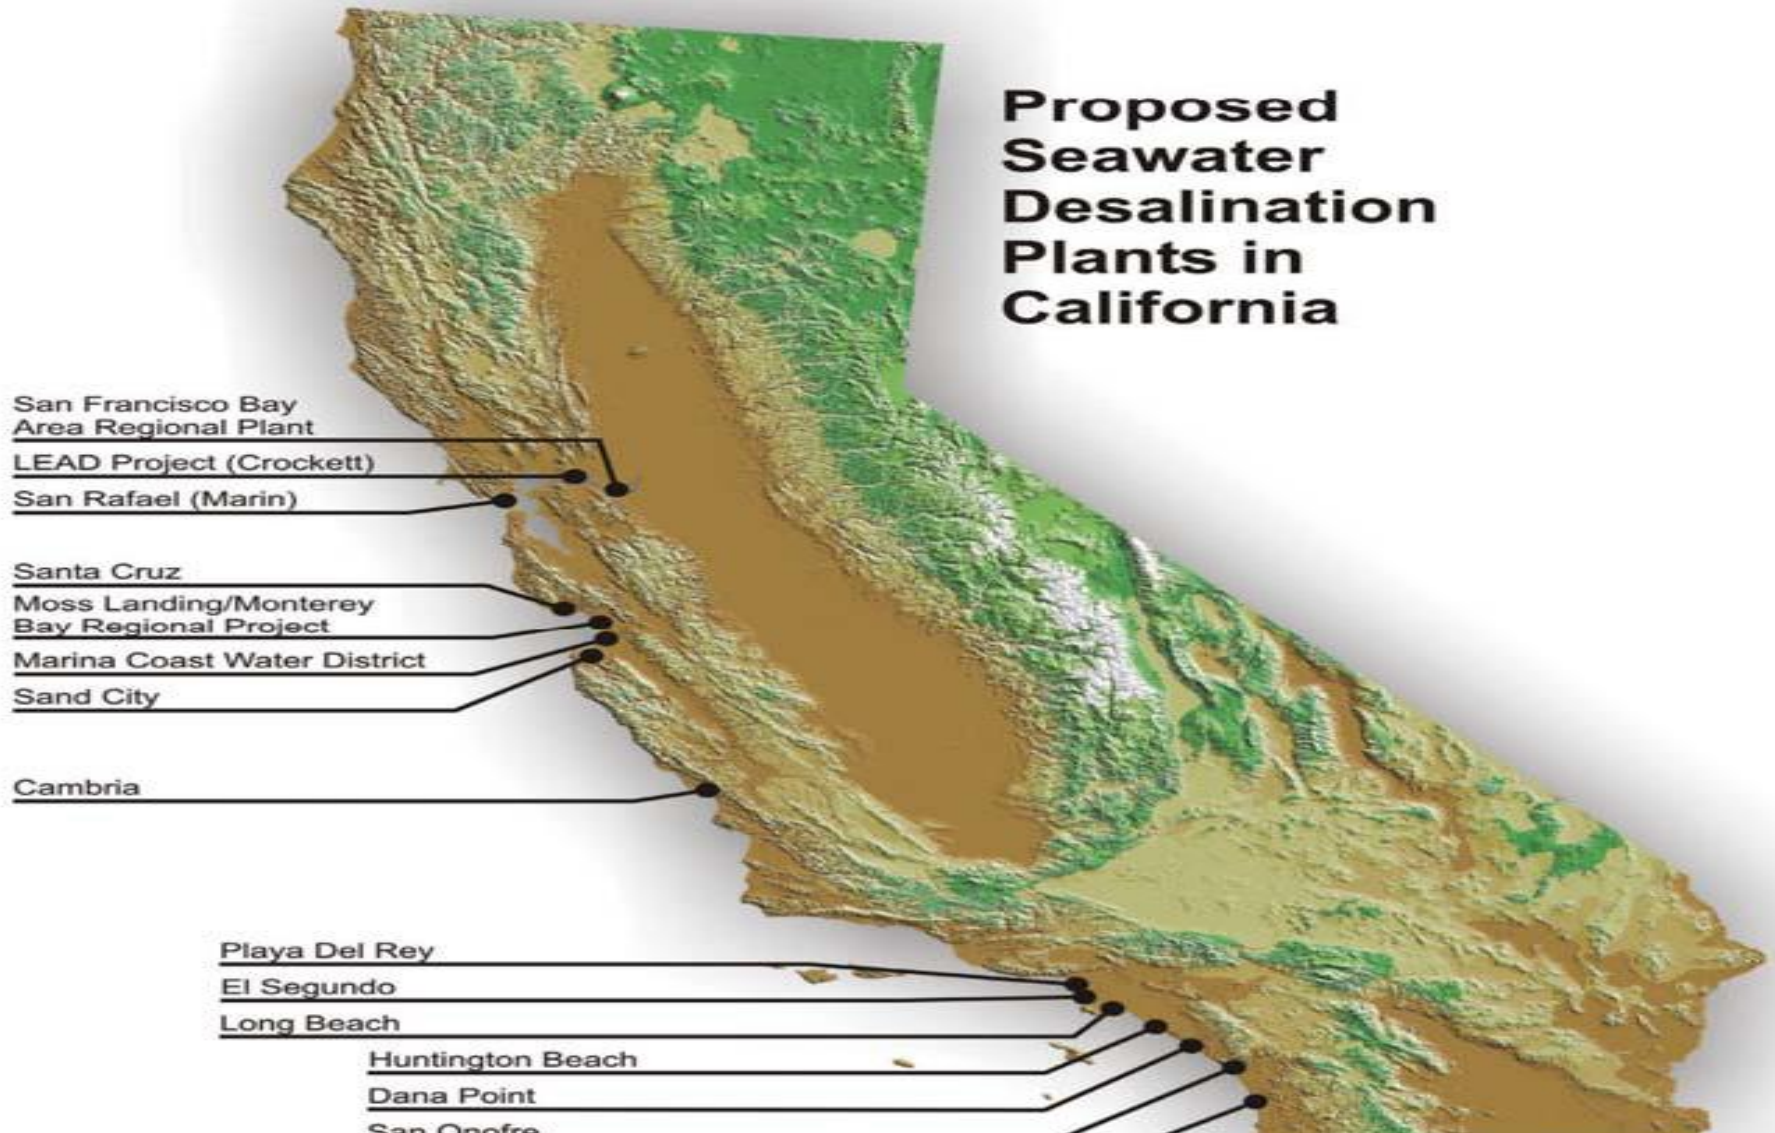 Proposed
Seawater
Desalination
Plants in
California
San Francisco Bay
Area Regional Plant
LEAD Project (Crockett)
San Rafael (Marin)
Santa Cruz
Moss Landing/Monterey
Bay Regional Project
Marina Coast Water District
Sand City
Cambria
Playa Del Rey
El Segundo
Long Beach
Huntington Beach
Dana Point
San Onofre